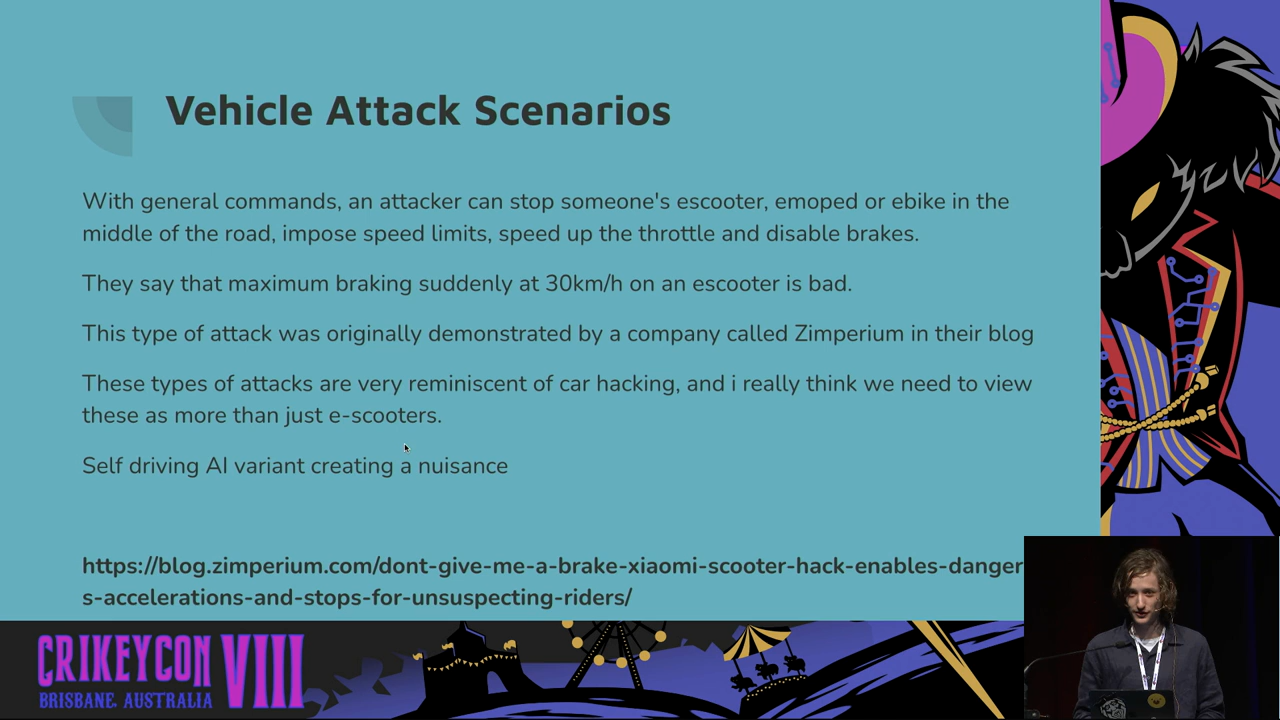 Vehicle Attack Scenarios
With general commands, an attacker can stop someone's escooter, emoped or ebike in the
middle of the road, impose speed limits, speed up the throttle and disable brakes.
They say that maximum braking suddenly at 30km/h on an escooter is bad.
This type of attack was originally demonstrated by a company called Zimperium in their blog
These types of attacks are very reminiscent of car hacking, and i really think we need to view
these as more than just e-scooters.
Self driving AI variant creating a nuisance
https://blog.zimperium.com/dont-give-me-a-brake-xiaomi-scooter-hack-enables-danger
s-accelerations-and-stops-for-unsuspecting-riders/
CRIKEYCON VIII
BRISBANE, AUSTRALIA